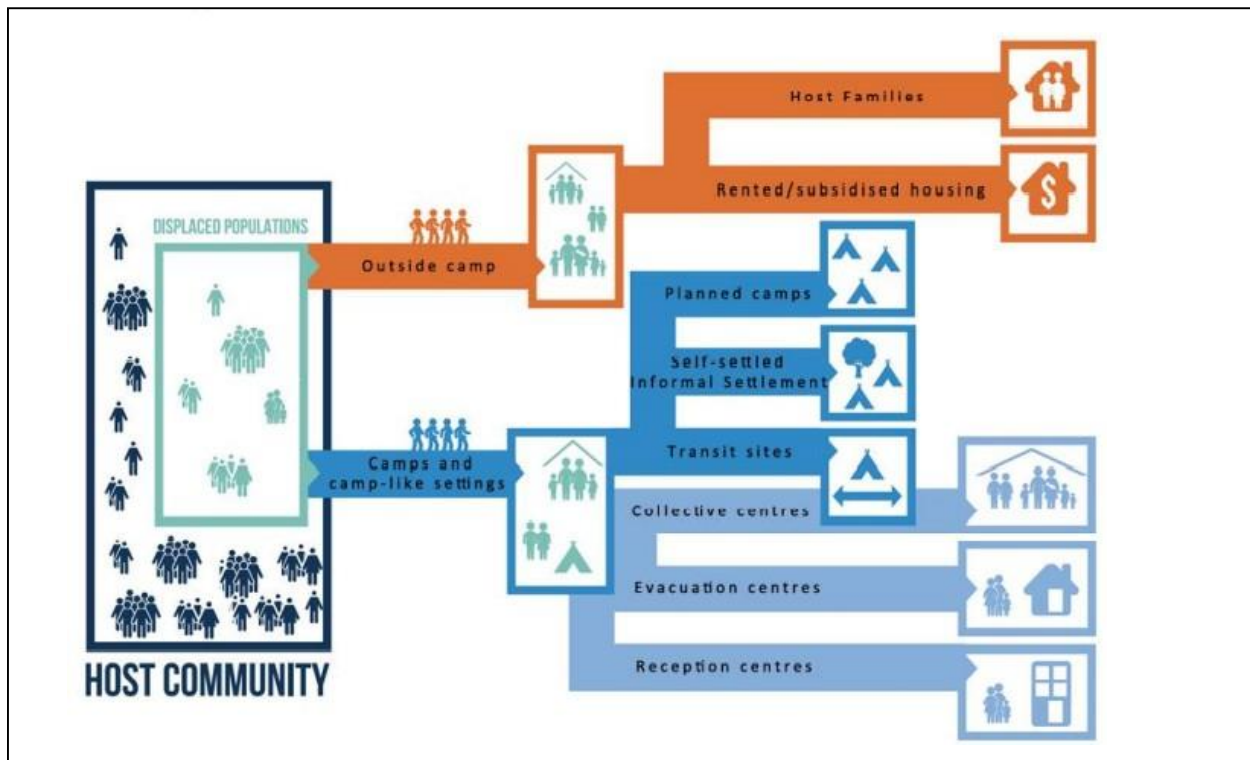 Host Families
Rented/subsidised housing
DISPLACED POPULATIONS
Outside camp
Planned camps
Self-settled
Informal Settlement
Camps and
camp-like settings
Transit sites
Collective centres
Evacuation centres
Reception centres
HOST COMMUNITY
$